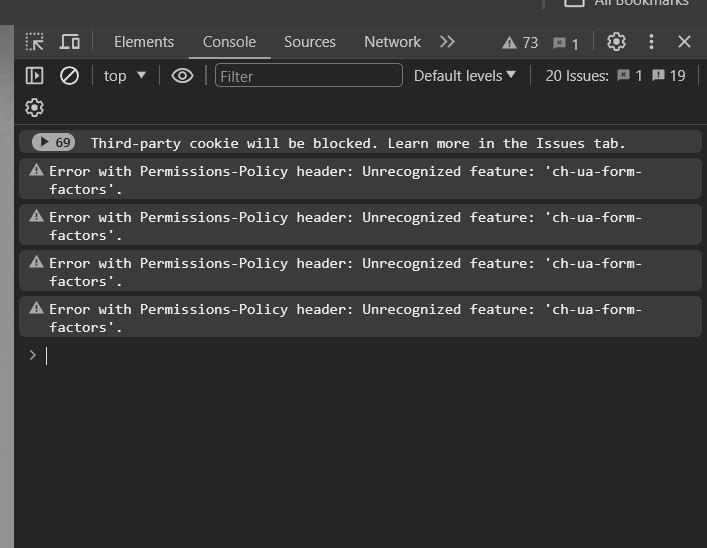 All Bookmarks
Elements Console Sources Network 73 1
top Filter Default levels 20 Issues: 1 19
69 Third-party cookie will be blocked. Learn more in the Issues tab.
Error with Permissions-Policy header: Unrecognized feature: 'ch-ua-form-
factors'.
Error with Permissions-Policy header: Unrecognized feature: 'ch-ua-form-
factors'.
Error with Permissions-Policy header: Unrecognized feature: 'ch-ua-form-
factors'.
Error with Permissions-Policy header: Unrecognized feature: 'ch-ua-form-
factors'.